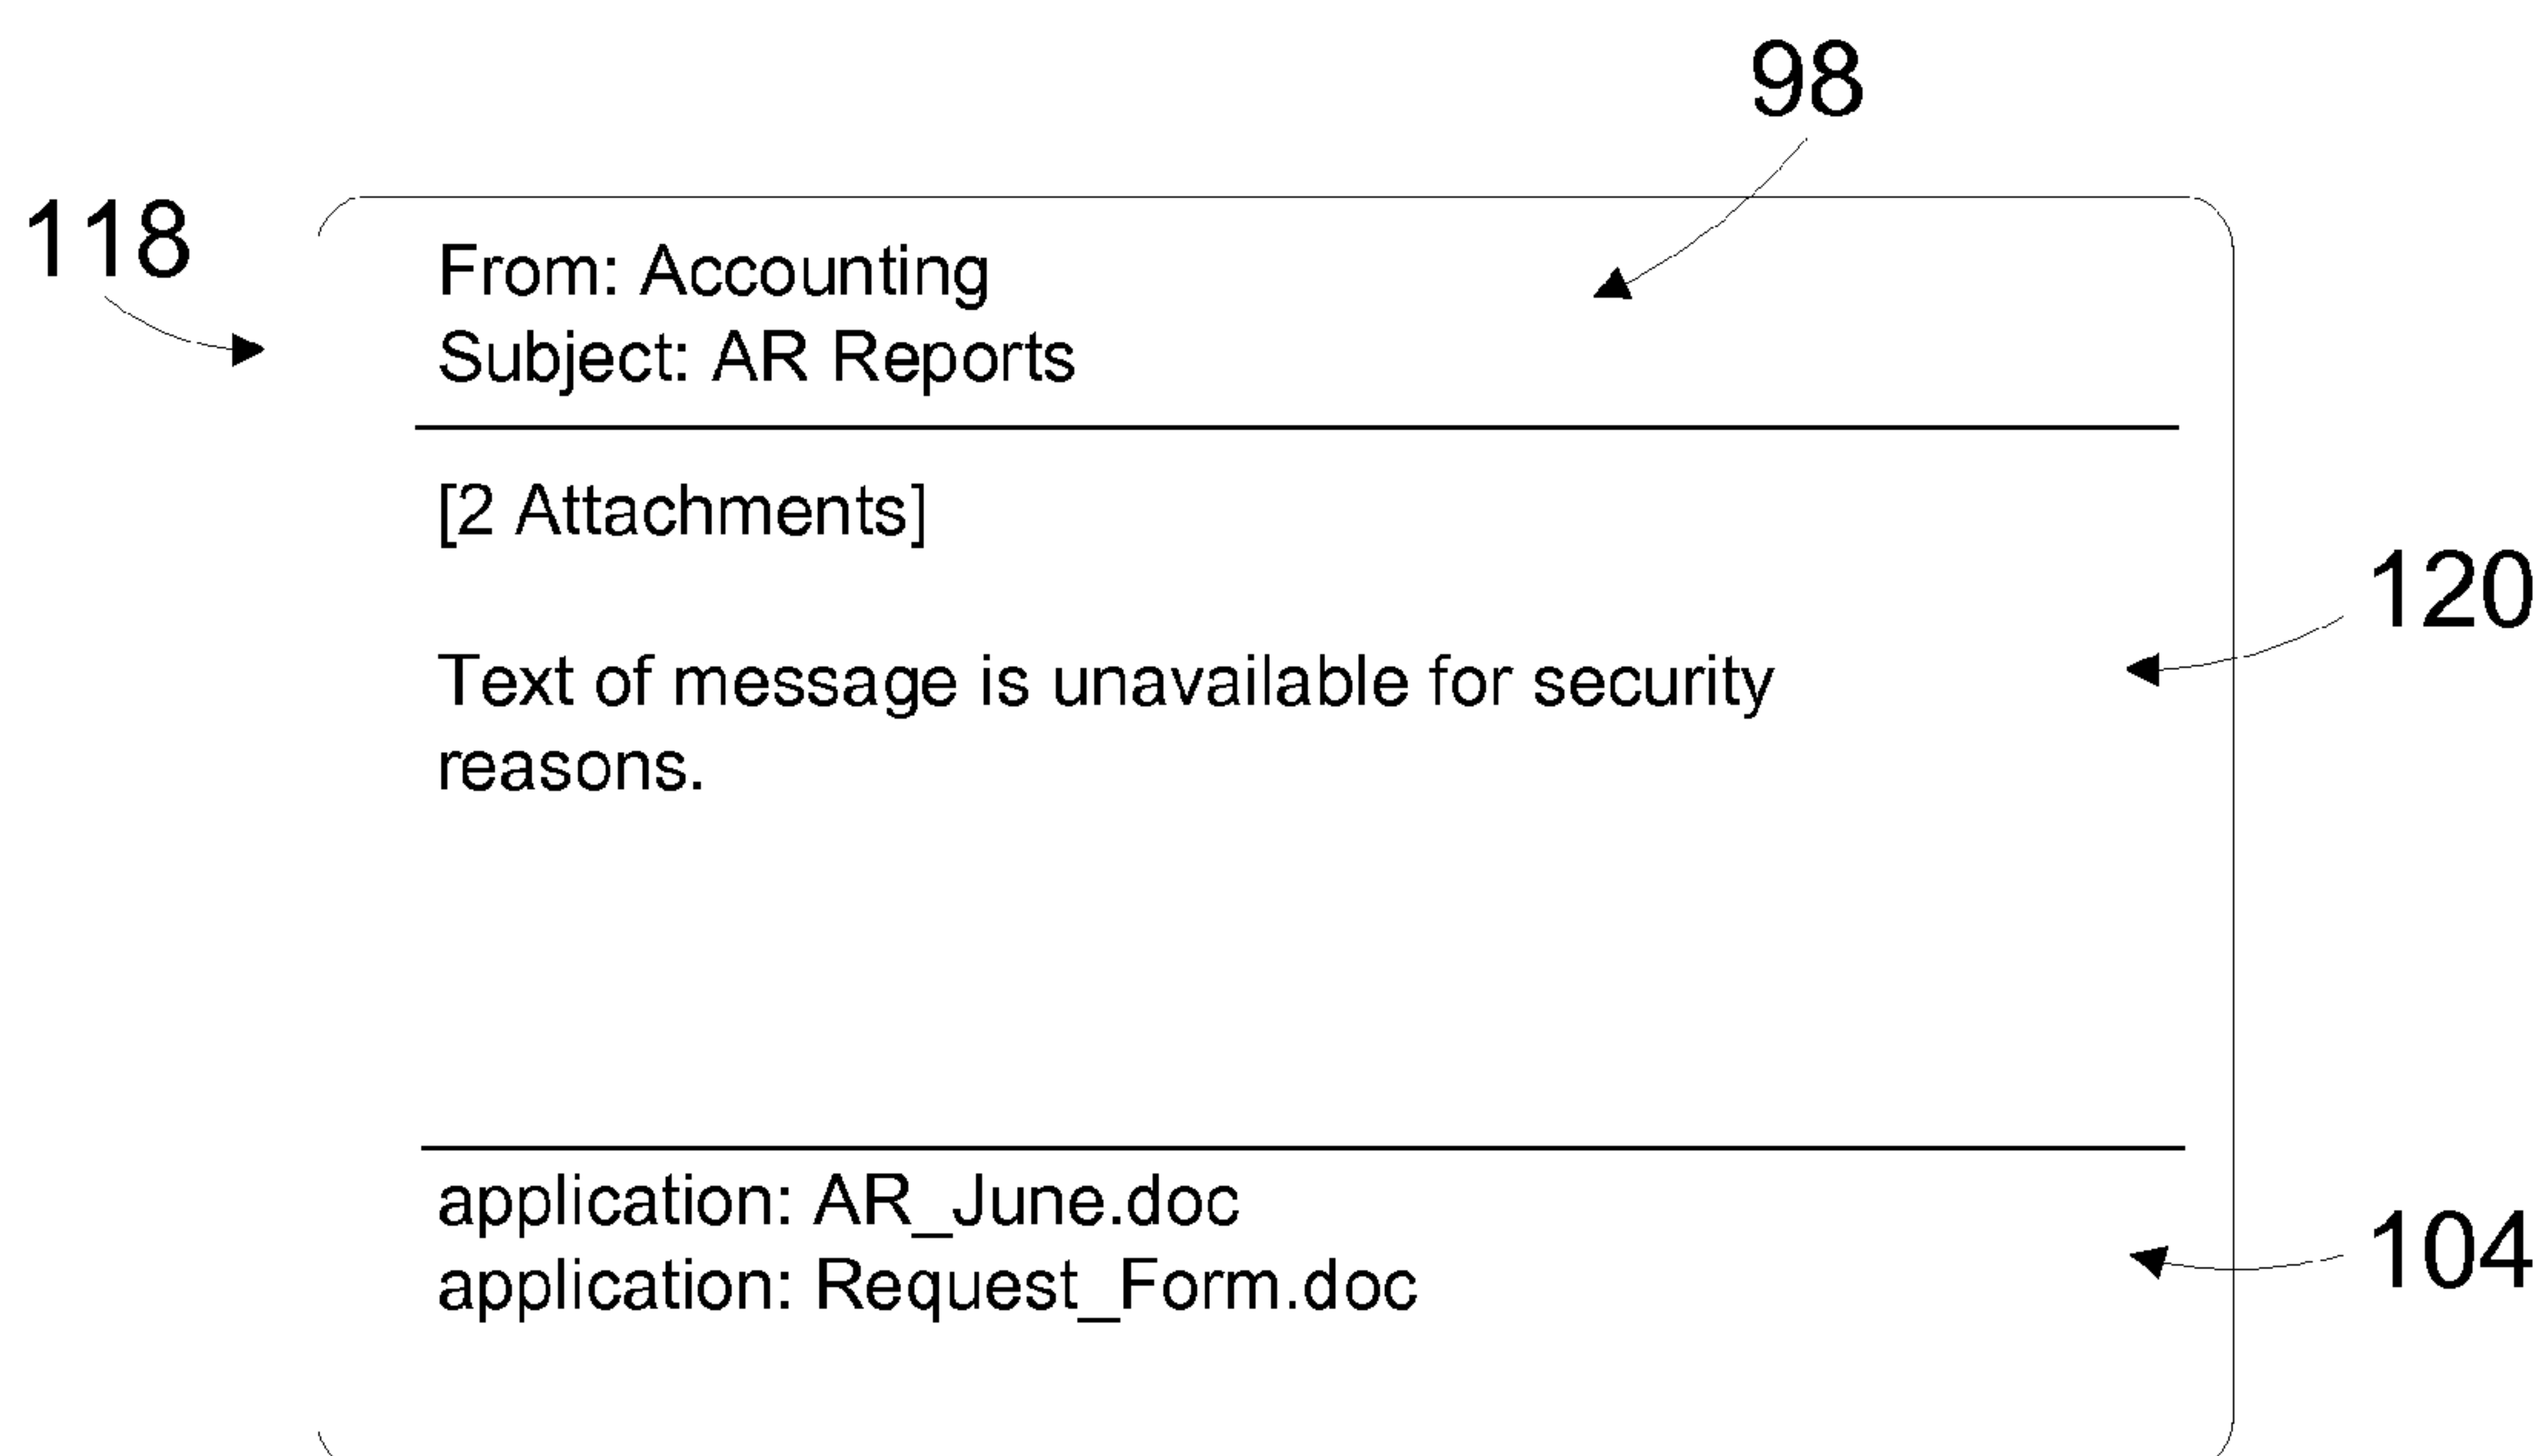 98
118
From: Accounting
Subject: AR Reports
[2 Attachments]
120
Text of message is unavailable for security
reasons.
application: AR_June.doc
104
application: Request_Form.doc